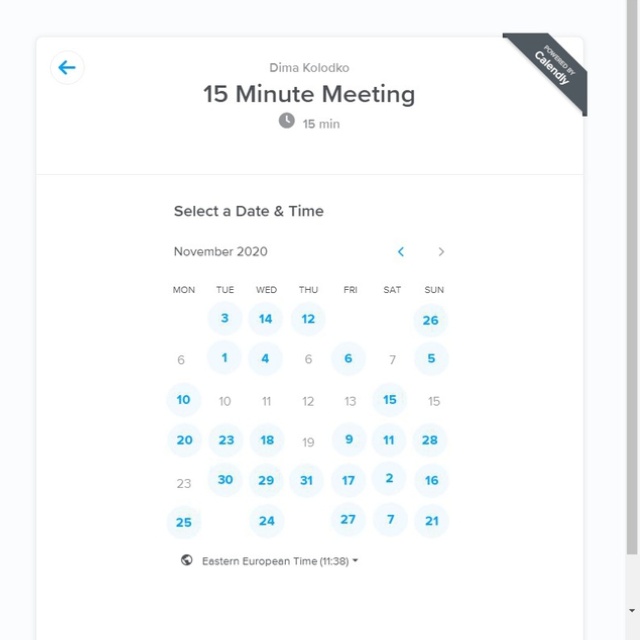 POWERED BY
Calendly
Dima Kolodko
15 Minute Meeting
15 min
Select a Date & Time
November 2020
MON TUE WED THU FRI SAT SUN
3 14 12 26
6 1 4 6 6 7 5
10 10 11 12 13 15 15
20 23 18 19 9 11 28
23 30 29 31 17 2 16
25 24 27 7 21
Eastern European Time (11:38)